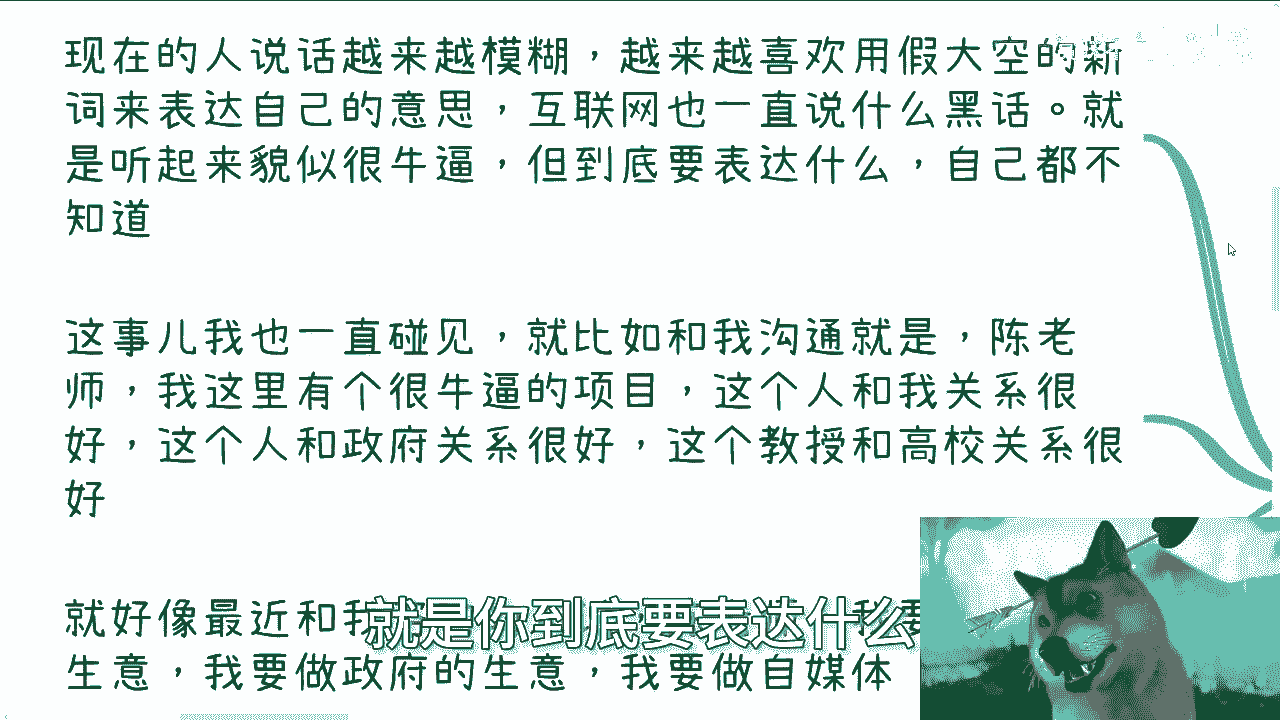 现在的人说话越来越模糊，越来越喜欢用假大空的新
词来表达自己的意思，互联网也一直说什么黑话。就
是听起来貌似很牛逼，但到底要表达什么，自己都不
知道
这事儿我也一直碰见，就比如和我沟通就是，陈老
师，我这里有个很牛逼的项目，这个人和我关系很
好，这个人和政府关系很好，这个教授和高校关系很
好
就好像最近和我
生意，我要做政府的生意，我要做自媒体
就是你到底要表达什么